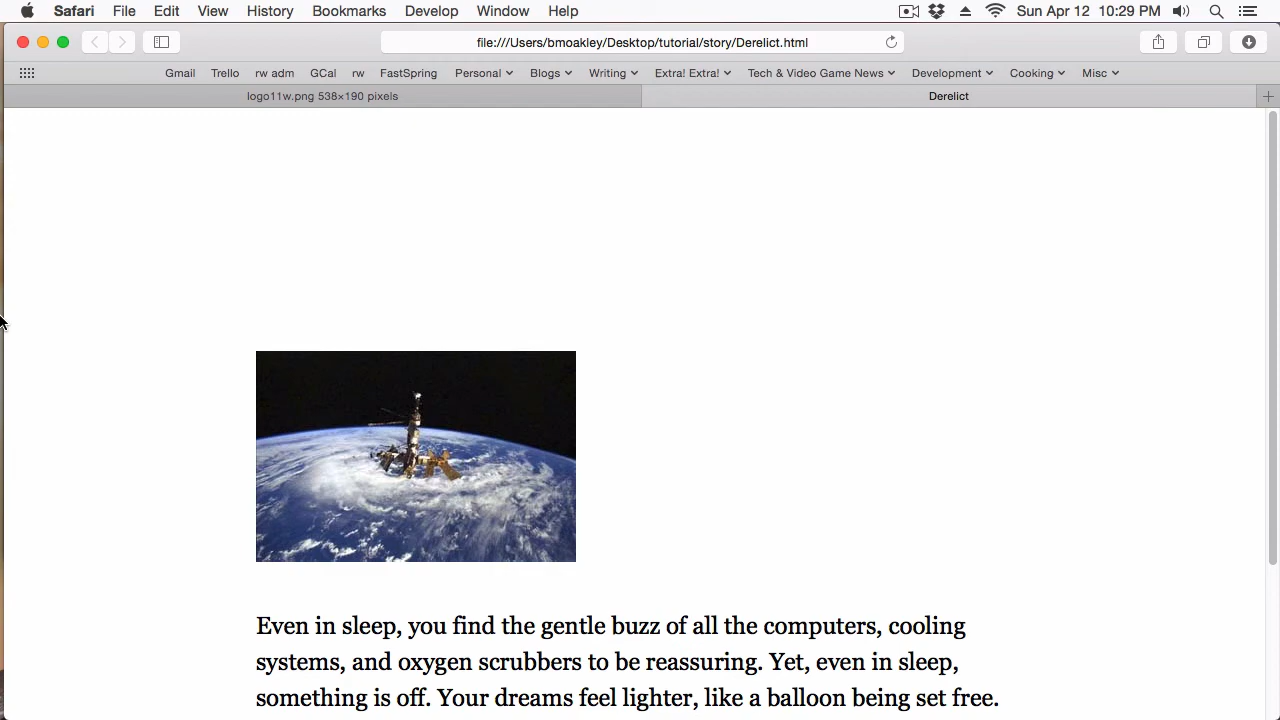 Safari File Edit View History Bookmarks Develop Window Help Sun Apr 12 10:29 PM
file:///Users/bmoakley/Desktop/tutorial/story/Derelict.html
Gmail Trello rw adm GCal rw FastSpring Personal Blogs Writing Extra! Extra! Tech & Video Game News Development Cooking Misc
logo11w.png 538×190 pixels Derelict
Even in sleep, you find the gentle buzz of all the computers, cooling
systems, and oxygen scrubbers to be reassuring. Yet, even in sleep,
something is off. Your dreams feel lighter, like a balloon being set free.